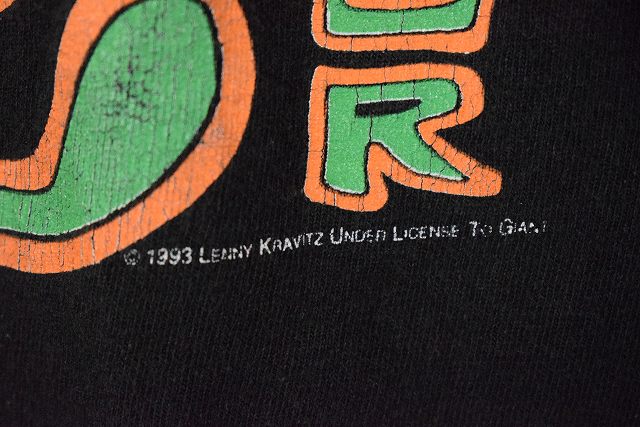 R
© 1993 LENNY KRAVITZ UNDER LICENSE TO GIANT